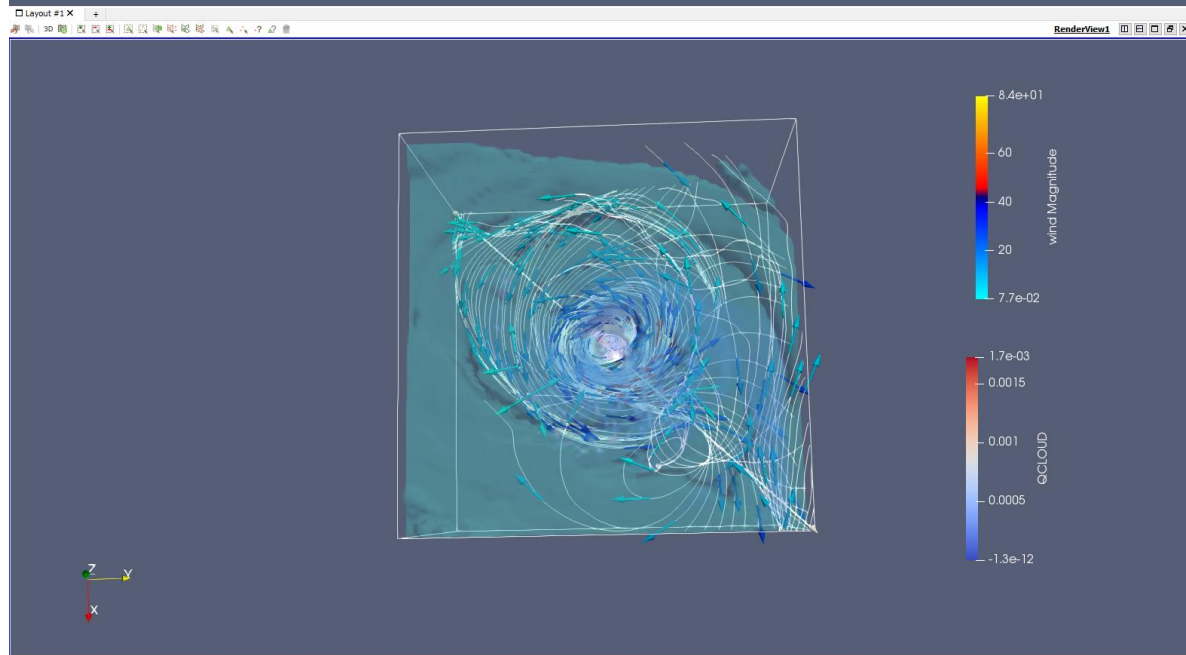 Layout #1 X +
3D
RenderView1
8.4e+01
60
40
20
7.7e-02
wind Magnitude
1.7e-03
0.0015
0.001
0.0005
-1.3e-12
QCLOUD
Z
Y
X